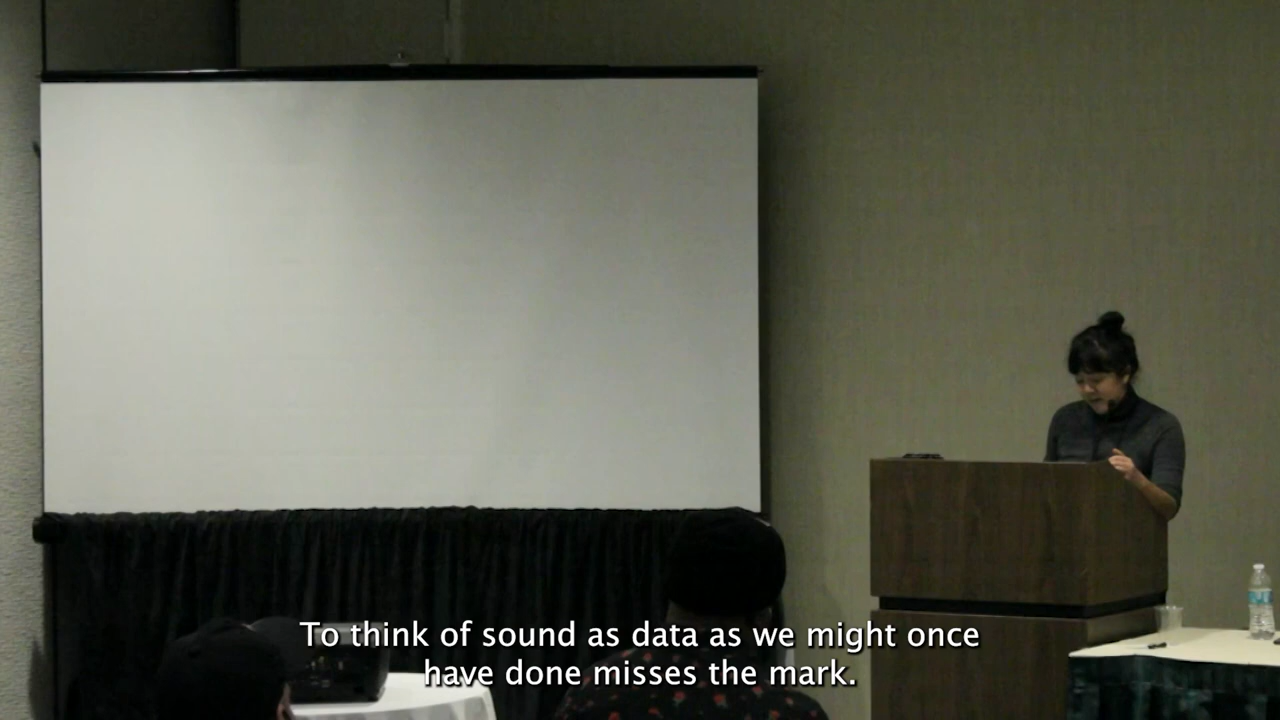 To think of sound as data as we might once
have done misses the mark.